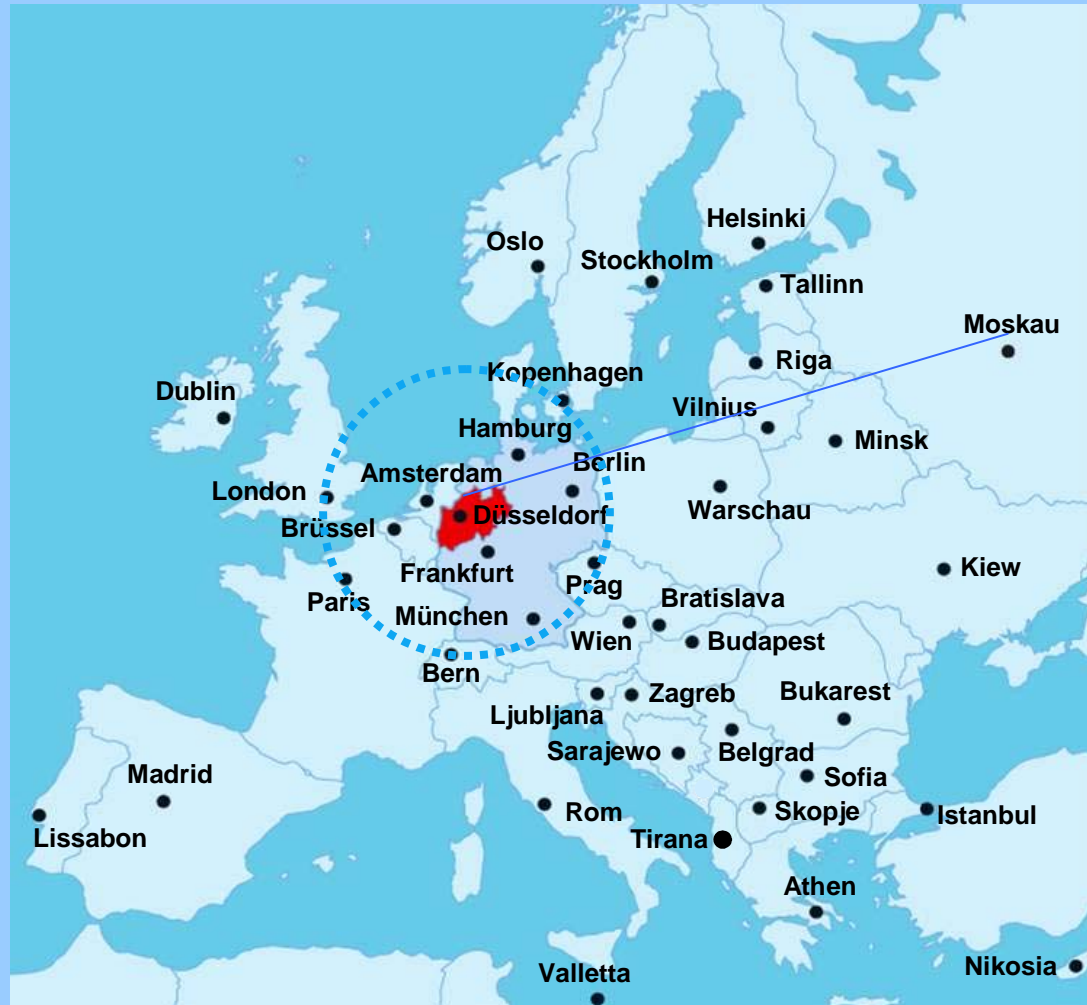 Helsinki
Oslo
Stockholm
Tallinn
Moskau
Riga
Kopenhagen
Dublin
Vilnius
Hamburg
Minsk
Berlin
Amsterdam
London
Warschau
Düsseldorf
Brüssel
Kiew
Frankfurt
Prag
Paris
Bratislava
München
Wien
Budapest
Bern
Zagreb
Bukarest
Ljubljana
Sarajewo
Belgrad
Madrid
Sofia
Rom
Skopje
Istanbul
Lissabon
Tirana
Athen
Valletta
Nikosia